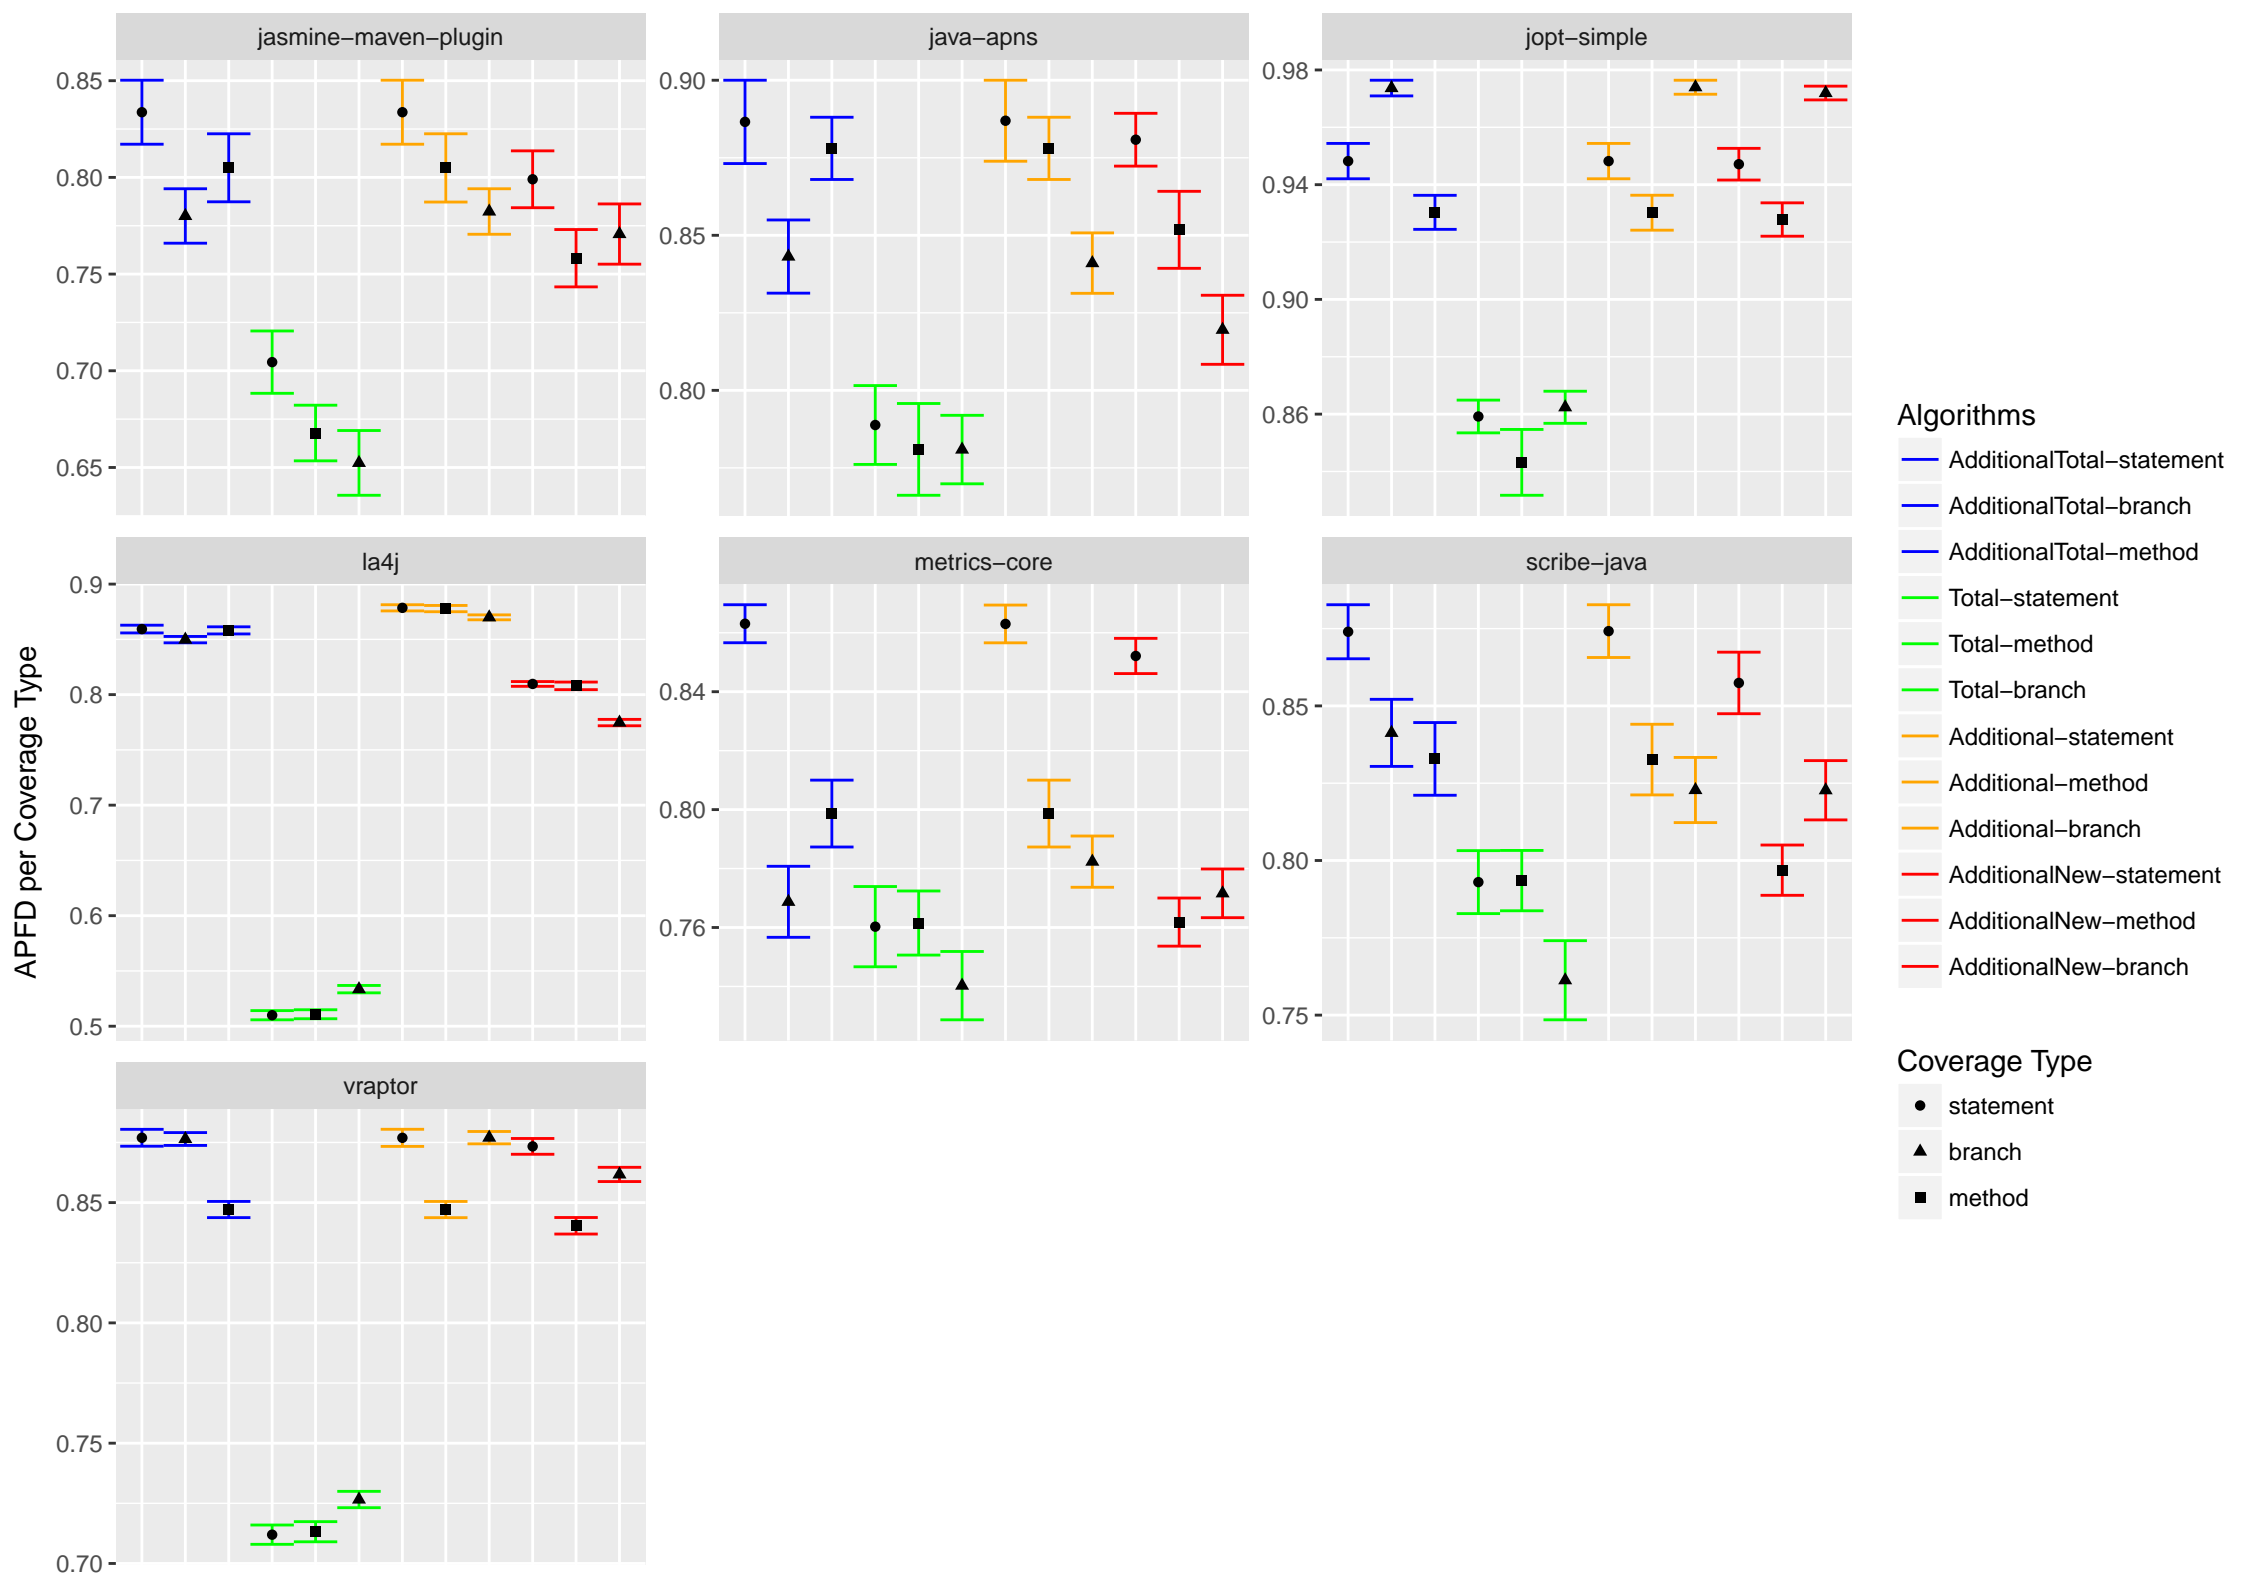 jasmine−maven−plugin
java−apns
jopt−simple
0.85
0.80
0.75
0.70
0.65
0.90
0.85
0.80
0.98
0.94
0.90
0.86
la4j
metrics−core
scribe−java
0.9
0.8
0.7
0.6
0.5
0.84
0.80
0.76
0.85
0.80
0.75
vraptor
0.85
0.80
0.75
0.70
APFD per Coverage Type
Algorithms
AdditionalTotal−statement
AdditionalTotal−branch
AdditionalTotal−method
Total−statement
Total−method
Total−branch
Additional−statement
Additional−method
Additional−branch
AdditionalNew−statement
AdditionalNew−method
AdditionalNew−branch
Coverage Type
statement
branch
method